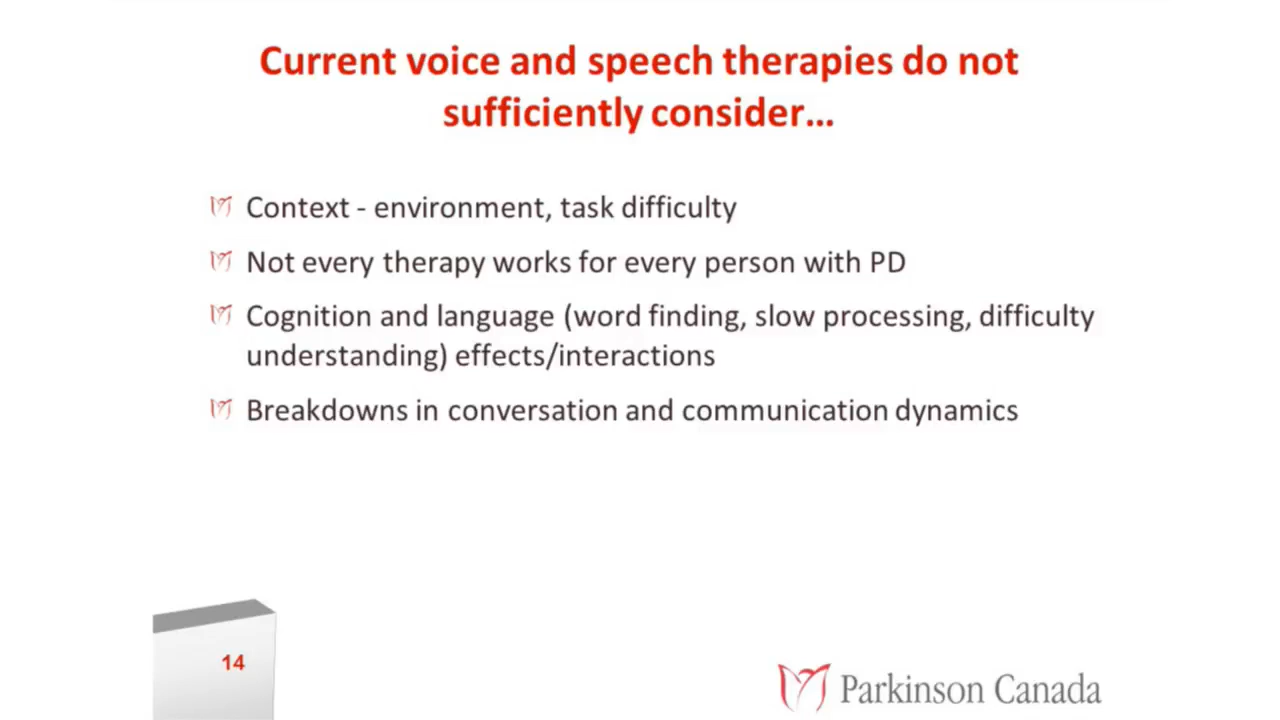 Current voice and speech therapies do not
sufficiently consider…
Context - environment, task difficulty
Not every therapy works for every person with PD
Cognition and language (word finding, slow processing, difficulty
understanding) effects/interactions
Breakdowns in conversation and communication dynamics
14
Parkinson Canada